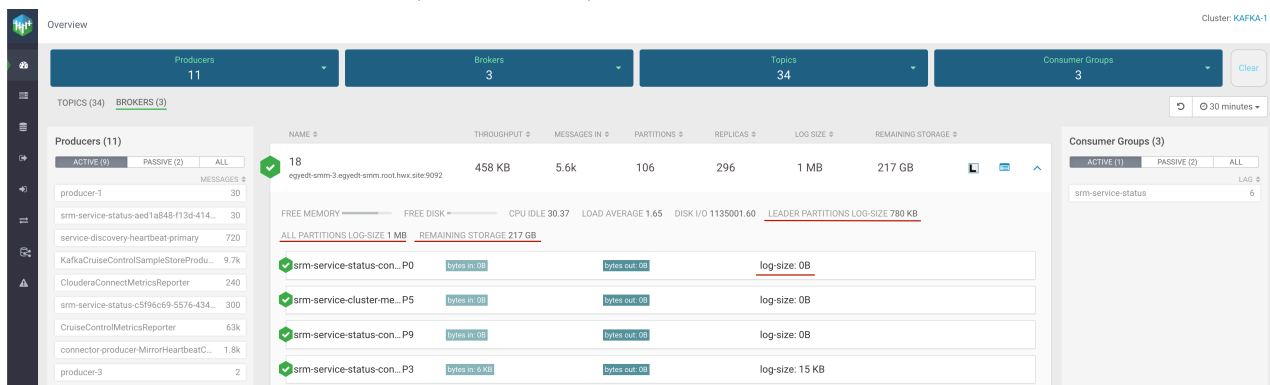 Overview
Cluster: KAFKA-1
Producers
11
Brokers
3
Topics
34
Consumer Groups
3
Clear
TOPICS (34) BROKERS (3)
30 minutes
Producers (11)
ACTIVE (9) PASSIVE (2) ALL
MESSAGES
producer-1 30
srm-service-status-aed1a848-f13d-414... 30
service-discovery-heartbeat-primary 720
KafkaCruiseControlSampleStoreProdu... 9.7k
ClouderaConnectMetricsReporter 240
srm-service-status-c5f96c69-5576-434... 300
CruiseControlMetricsReporter 63k
connector-producer-MirrorHeartbeatC... 1.8k
producer-3 2
NAME THROUGHPUT MESSAGES IN PARTITIONS REPLICAS LOG SIZE REMAINING STORAGE
18
egyedt-smm-3.egyedt-smm.root.hwx.site:9092
458 KB 5.6k 106 296 1 MB 217 GB L
FREE MEMORY FREE DISK CPU IDLE 30.37 LOAD AVERAGE 1.65 DISK I/O 1135001.60 LEADER PARTITIONS LOG-SIZE 780 KB
ALL PARTITIONS LOG-SIZE 1 MB REMAINING STORAGE 217 GB
srm-service-status-con... P0 bytes in: 0B bytes out: 0B log-size: 0B
srm-service-cluster-me... P5 bytes in: 0B bytes out: 0B log-size: 0B
srm-service-status-con... P9 bytes in: 0B bytes out: 0B log-size: 0B
srm-service-status-con... P3 bytes in: 6 KB bytes out: 0B log-size: 15 KB
Consumer Groups (3)
ACTIVE (1) PASSIVE (2) ALL
LAG
srm-service-status 6